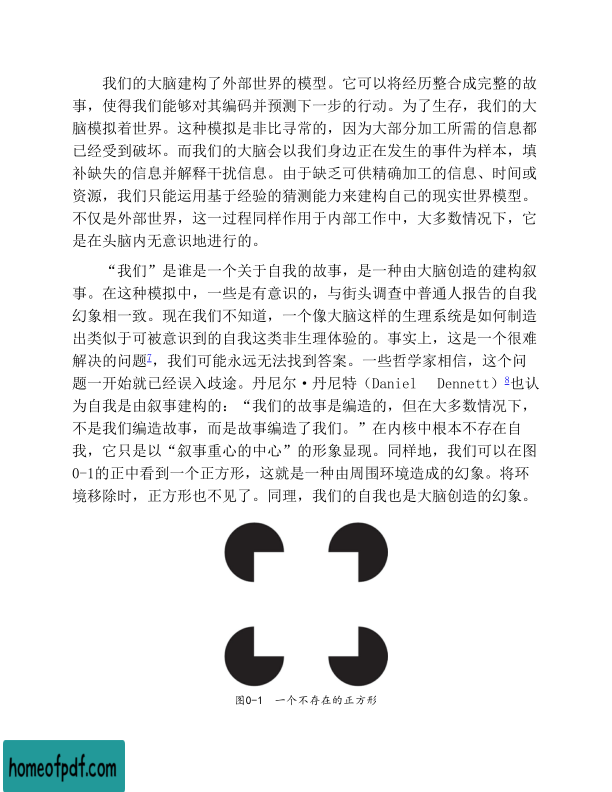 我们的大脑建构了外部世界的模型。它可以将经历整合成完整的故
事，使得我们能够对其编码并预测下一步的行动。为了生存，我们的大
脑模拟着世界。这种模拟是非比寻常的，因为大部分加工所需的信息都
已经受到破坏。而我们的大脑会以我们身边正在发生的事件为样本，填
补缺失的信息并解释干扰信息。由于缺乏可供精确加工的信息、时间或
资源，我们只能运用基于经验的猜测能力来建构自己的现实世界模型。
不仅是外部世界，这一过程同样作用于内部工作中，大多数情况下，它
是在头脑内无意识地进行的。
“我们”是谁是一个关于自我的故事，是一种由大脑创造的建构叙
事。在这种模拟中，一些是有意识的，与街头调查中普通人报告的自我
幻象相一致。现在我们不知道，一个像大脑这样的生理系统是如何制造
出类似于可被意识到的自我这类非生理体验的。事实上，这是一个很难
解决的问题7，我们可能永远无法找到答案。一些哲学家相信，这个问
题一开始就已经误入歧途。丹尼尔·丹尼特（Daniel Dennett）8也认
为自我是由叙事建构的：“我们的故事是编造的，但在大多数情况下，
不是我们编造故事，而是故事编造了我们。”在内核中根本不存在自
我，它只是以“叙事重心的中心”的形象显现。同样地，我们可以在图
0-1的正中看到一个正方形，这就是一种由周围环境造成的幻象。将环
境移除时，正方形也不见了。同理，我们的自我也是大脑创造的幻象。
图0-1 一个不存在的正方形
homeofpdf.com